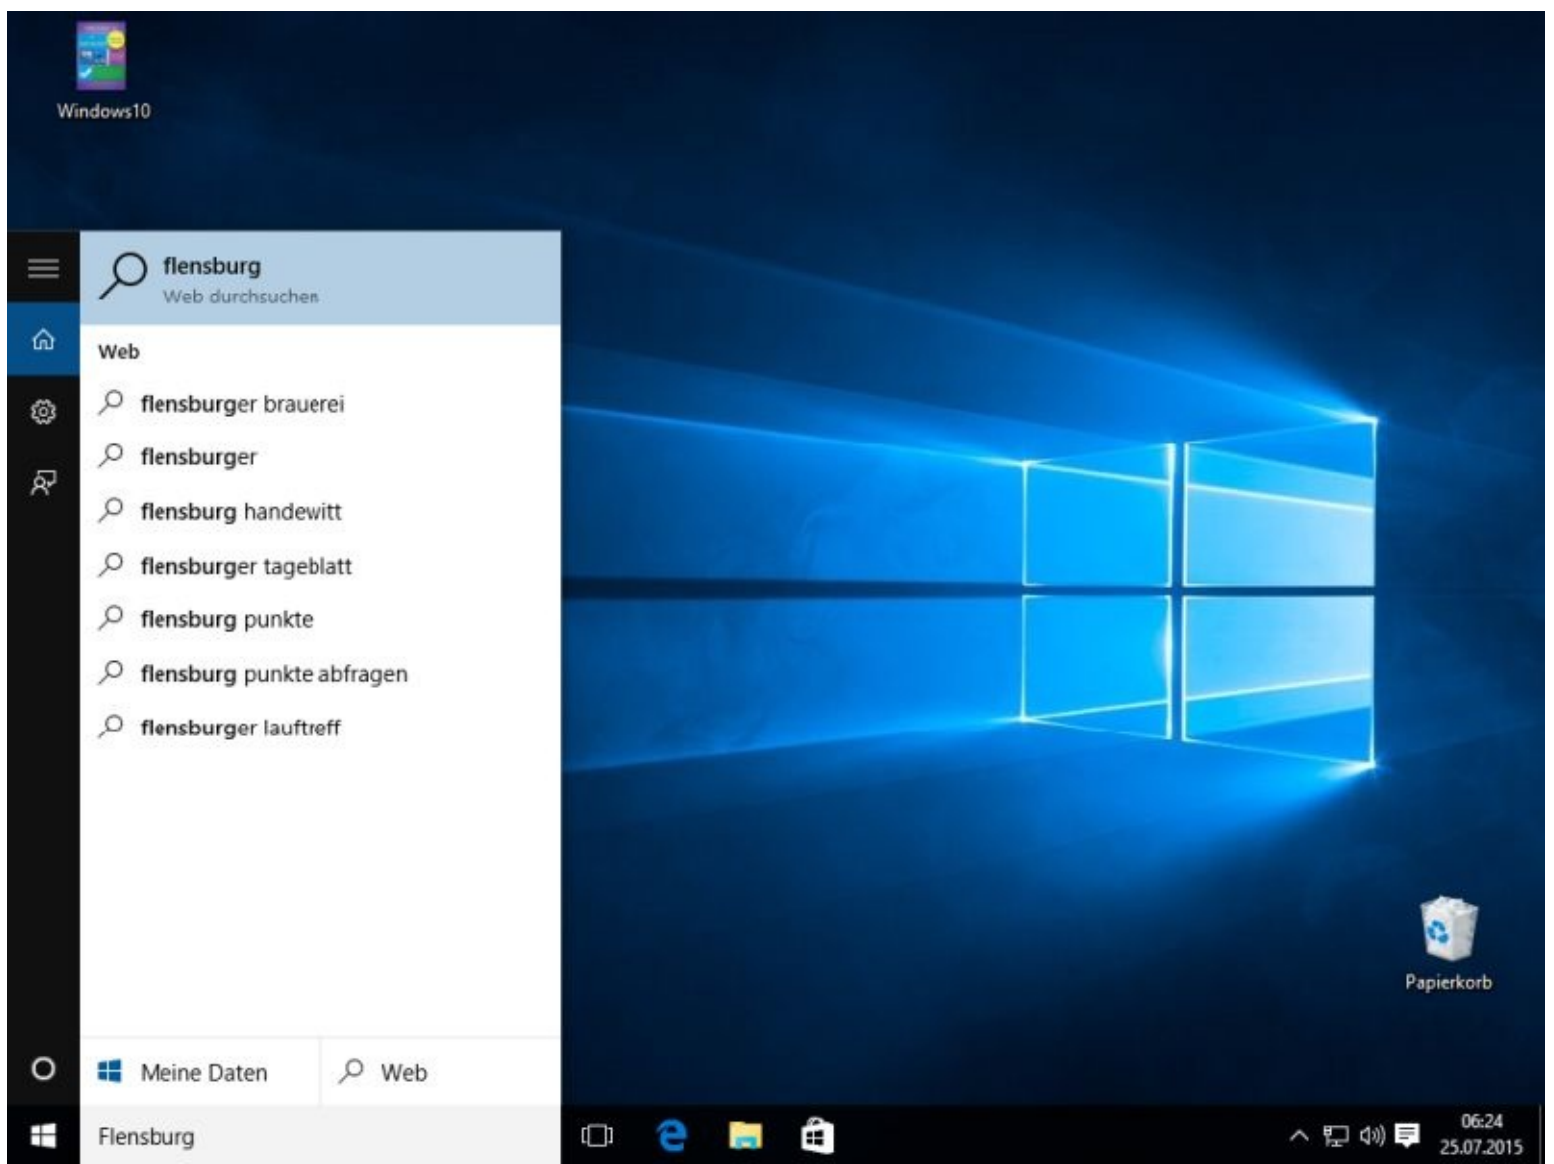 Windows10
flensburg
Web durchsuchen
Web
flensburger brauerei
flensburger
flensburg handewitt
flensburger tageblatt
flensburg punkte
flensburg punkte abfragen
flensburger lauftreff
Papierkorb
Meine Daten
Web
Flensburg
06:24
25.07.2015